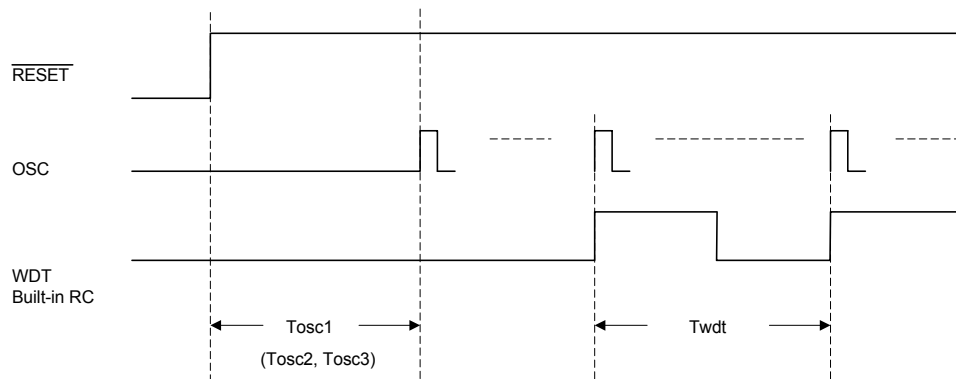 RESET
OSC
WDT
Built-in RC
Tosc1
(Tosc2, Tosc3)
Twdt